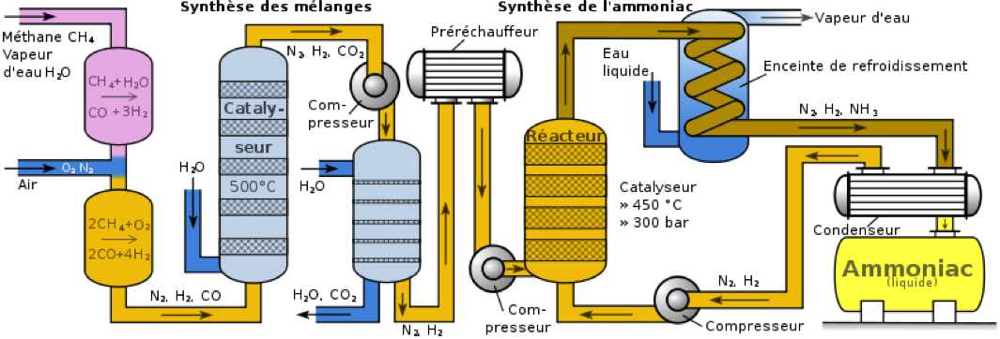 Synthèse des mélanges
Synthèse de l'ammoniac
Méthane CH₄
Vapeur
d'eau H₂O
CH₄+H₂O
CO +3H₂
O₂ N₂
Air
2CH₄+O₂
2CO+4H₂
N₂, H₂, CO
H₂O
Cataly-
seur
500°C
N₂, H₂, CO₂
Com-
presseur
H₂O
H₂O, CO₂
N₂, H₂
Préréchauffeur
Com-
presseur
Réacteur
Catalyseur
» 450 °C
» 300 bar
Eau
liquide
Vapeur d'eau
Enceinte de refroidissement
N₂, H₂, NH₃
Condenseur
Ammoniac
(liquide)
N₂, H₂
Compresseur